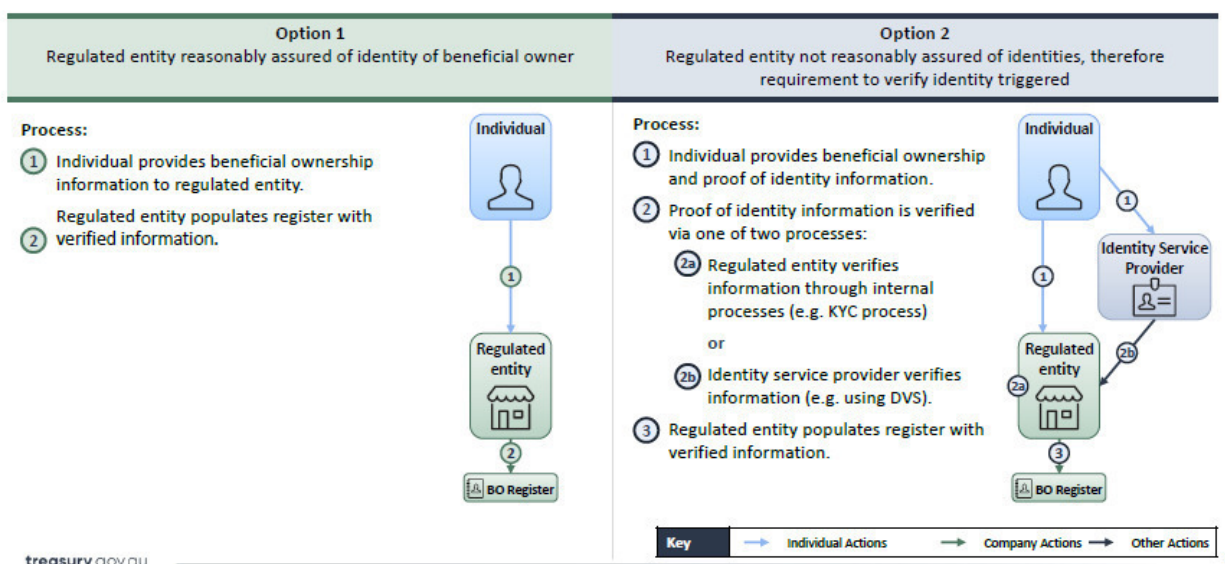 Option 1
Regulated entity reasonably assured of identity of beneficial owner
Process:
1 Individual provides beneficial ownership
information to regulated entity.
Regulated entity populates register with
2 verified information.
Individual
1
Regulated
entity
2
BO Register
Option 2
Regulated entity not reasonably assured of identities, therefore
requirement to verify identity triggered
Process:
1 Individual provides beneficial ownership
and proof of identity information.
2 Proof of identity information is verified
via one of two processes:
2a Regulated entity verifies
information through internal
processes (e.g. KYC process)
or
2b Identity service provider verifies
information (e.g. using DVS).
3 Regulated entity populates register with
verified information.
Individual
1
Identity Service
Provider
1
2b
Regulated
entity
2a
3
BO Register
Key
Individual Actions
Company Actions
Other Actions
treasury.gov.au